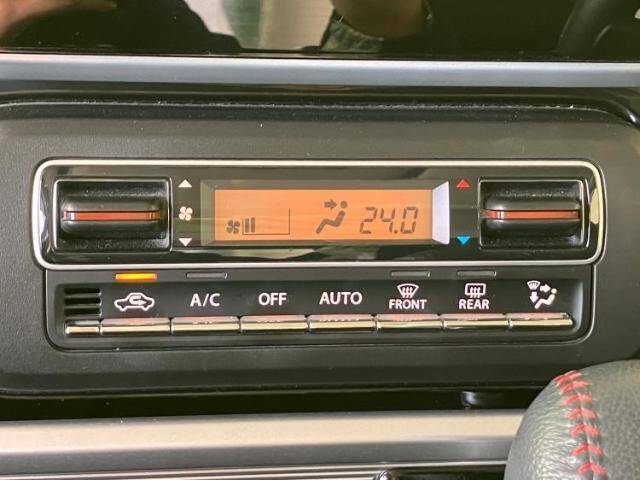 24.0
A/C OFF AUTO FRONT REAR